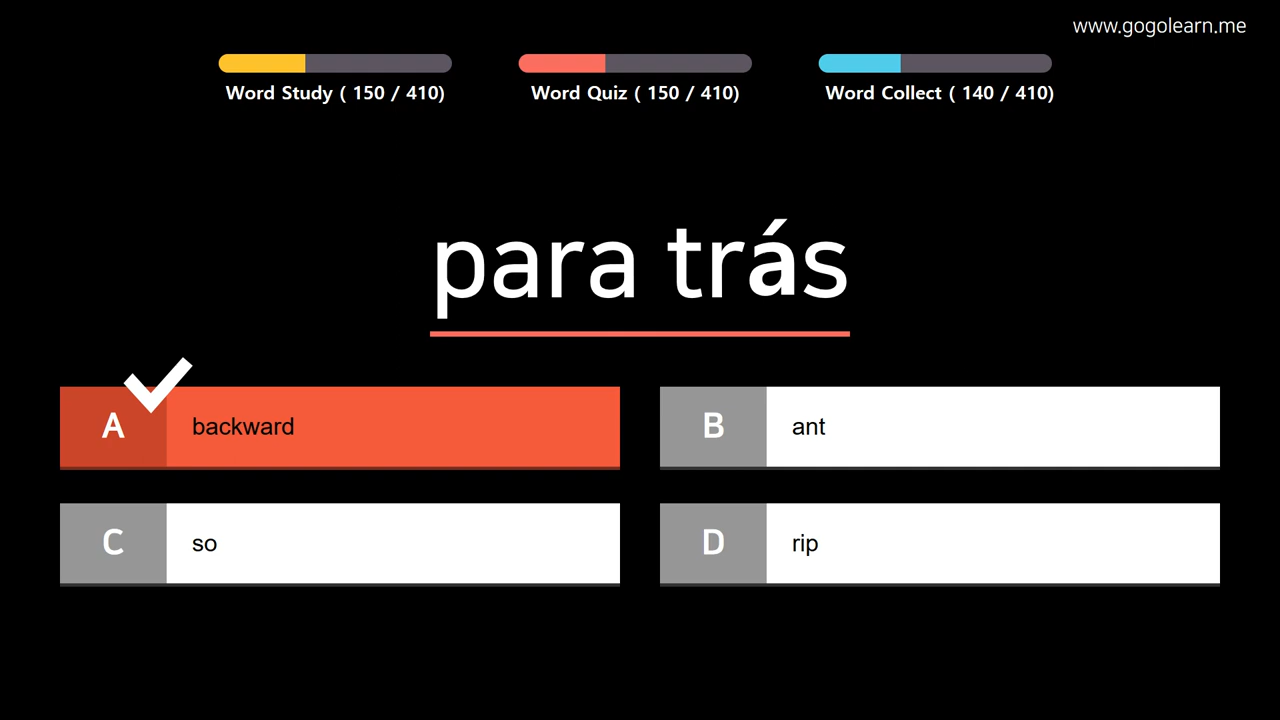 www.gogolearn.me
Word Study ( 150 / 410)
Word Quiz ( 150 / 410)
Word Collect ( 140 / 410)
para trás
A backward
B ant
C so
D rip